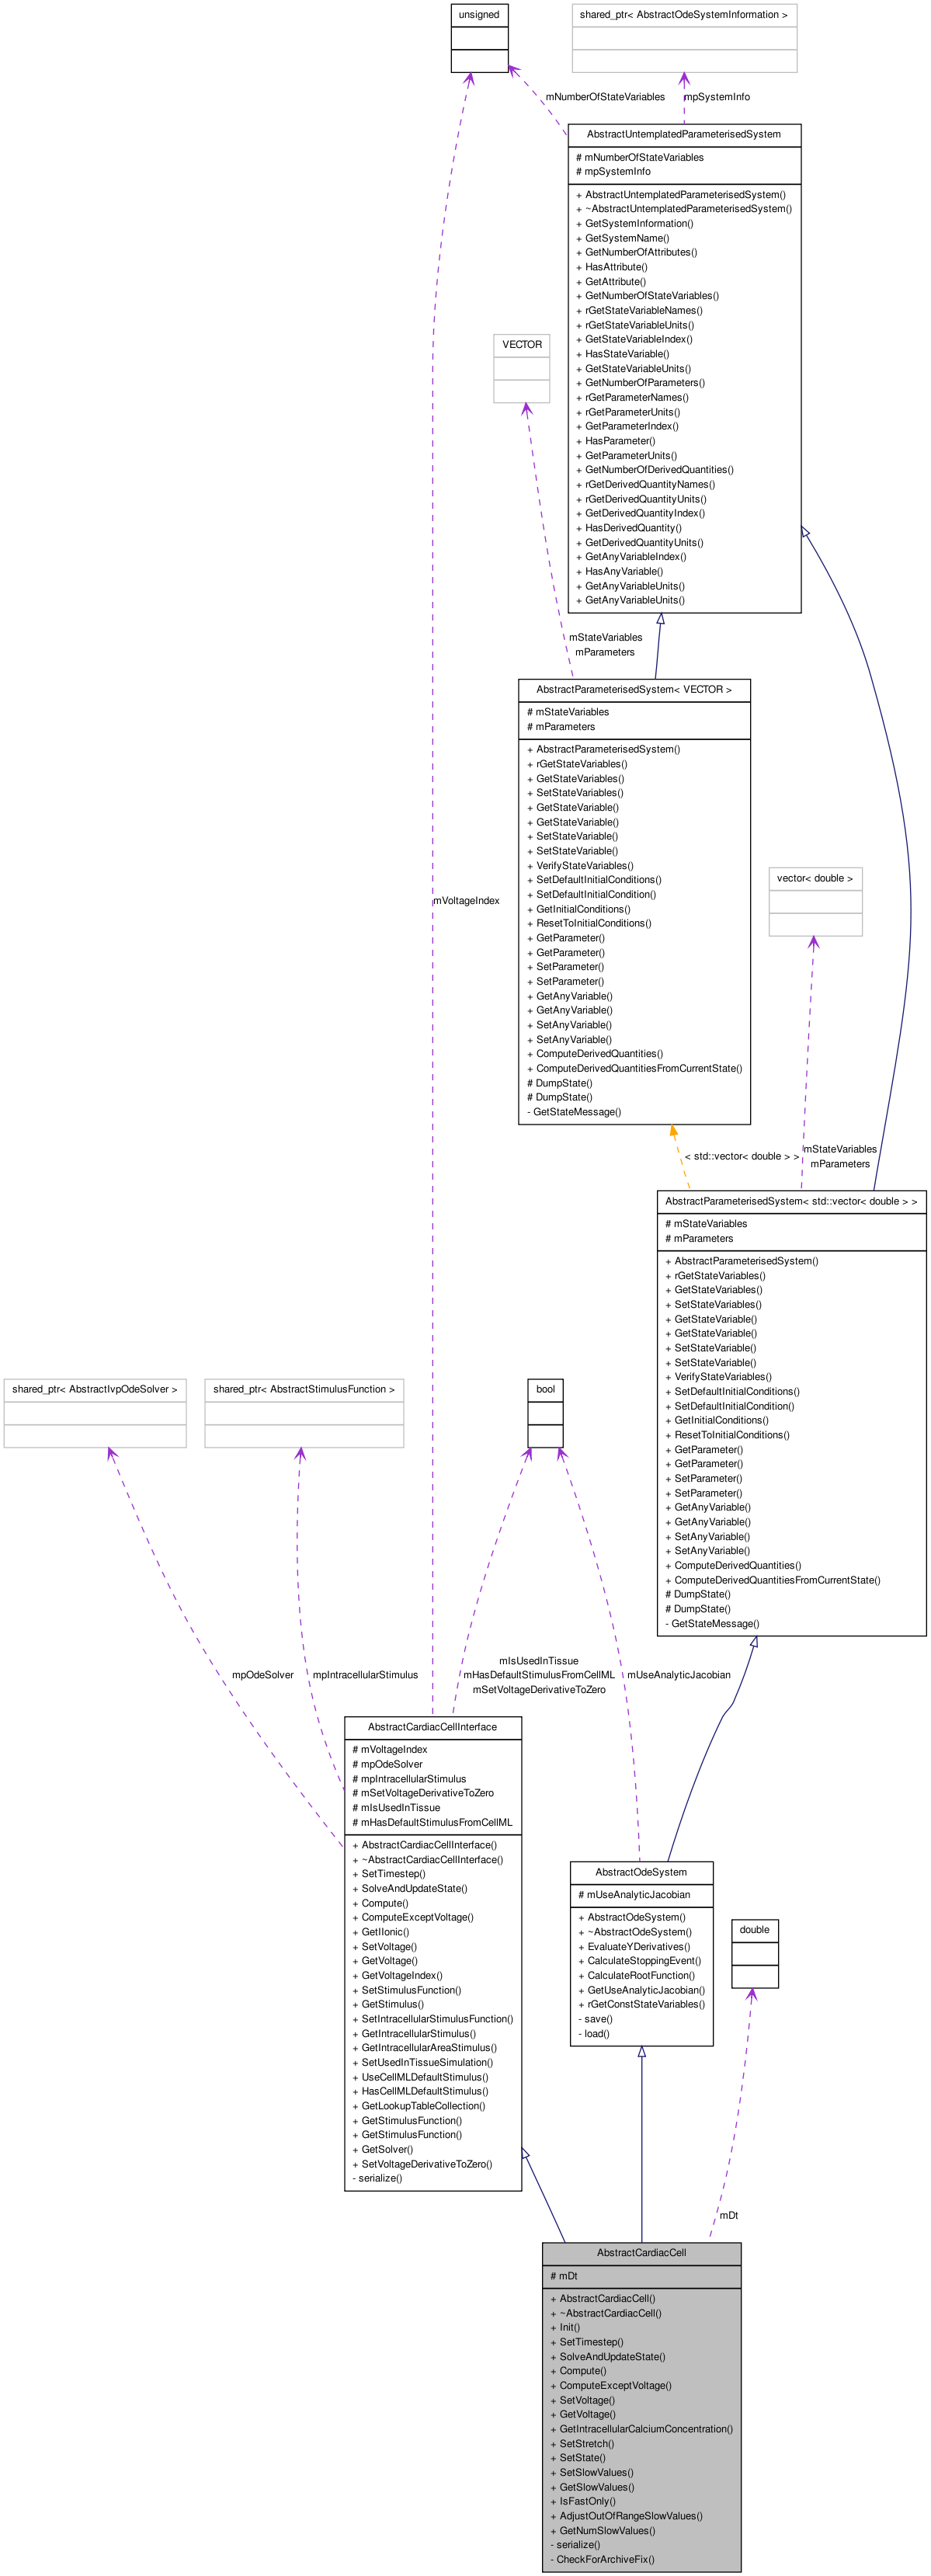 unsigned
shared_ptr< AbstractOdeSystemInformation >
mNumberOfStateVariables
mpSystemInfo
AbstractUntemplatedParameterisedSystem
# mNumberOfStateVariables
# mpSystemInfo
+ AbstractUntemplatedParameterisedSystem()
+ ~AbstractUntemplatedParameterisedSystem()
+ GetSystemInformation()
+ GetSystemName()
+ GetNumberOfAttributes()
+ HasAttribute()
+ GetAttribute()
+ GetNumberOfStateVariables()
+ rGetStateVariableNames()
+ rGetStateVariableUnits()
+ GetStateVariableIndex()
+ HasStateVariable()
+ GetStateVariableUnits()
+ GetNumberOfParameters()
+ rGetParameterNames()
+ rGetParameterUnits()
+ GetParameterIndex()
+ HasParameter()
+ GetParameterUnits()
+ GetNumberOfDerivedQuantities()
+ rGetDerivedQuantityNames()
+ rGetDerivedQuantityUnits()
+ GetDerivedQuantityIndex()
+ HasDerivedQuantity()
+ GetDerivedQuantityUnits()
+ GetAnyVariableIndex()
+ HasAnyVariable()
+ GetAnyVariableUnits()
+ GetAnyVariableUnits()
VECTOR
mStateVariables
mParameters
AbstractParameterisedSystem< VECTOR >
# mStateVariables
# mParameters
+ AbstractParameterisedSystem()
+ rGetStateVariables()
+ GetStateVariables()
+ SetStateVariables()
+ GetStateVariable()
+ GetStateVariable()
+ SetStateVariable()
+ SetStateVariable()
+ VerifyStateVariables()
+ SetDefaultInitialConditions()
+ SetDefaultInitialCondition()
+ GetInitialConditions()
+ ResetToInitialConditions()
+ GetParameter()
+ GetParameter()
+ SetParameter()
+ SetParameter()
+ GetAnyVariable()
+ GetAnyVariable()
+ SetAnyVariable()
+ SetAnyVariable()
+ ComputeDerivedQuantities()
+ ComputeDerivedQuantitiesFromCurrentState()
# DumpState()
# DumpState()
- GetStateMessage()
mVoltageIndex
vector< double >
< std::vector< double > >
mStateVariables
mParameters
AbstractParameterisedSystem< std::vector< double > >
# mStateVariables
# mParameters
+ AbstractParameterisedSystem()
+ rGetStateVariables()
+ GetStateVariables()
+ SetStateVariables()
+ GetStateVariable()
+ GetStateVariable()
+ SetStateVariable()
+ SetStateVariable()
+ VerifyStateVariables()
+ SetDefaultInitialConditions()
+ SetDefaultInitialCondition()
+ GetInitialConditions()
+ ResetToInitialConditions()
+ GetParameter()
+ GetParameter()
+ SetParameter()
+ SetParameter()
+ GetAnyVariable()
+ GetAnyVariable()
+ SetAnyVariable()
+ SetAnyVariable()
+ ComputeDerivedQuantities()
+ ComputeDerivedQuantitiesFromCurrentState()
# DumpState()
# DumpState()
- GetStateMessage()
shared_ptr< AbstractIvpOdeSolver >
shared_ptr< AbstractStimulusFunction >
bool
mpOdeSolver
mpIntracellularStimulus
mIsUsedInTissue
mHasDefaultStimulusFromCellML
mSetVoltageDerivativeToZero
mUseAnalyticJacobian
AbstractCardiacCellInterface
# mVoltageIndex
# mpOdeSolver
# mpIntracellularStimulus
# mSetVoltageDerivativeToZero
# mIsUsedInTissue
# mHasDefaultStimulusFromCellML
+ AbstractCardiacCellInterface()
+ ~AbstractCardiacCellInterface()
+ SetTimestep()
+ SolveAndUpdateState()
+ Compute()
+ ComputeExceptVoltage()
+ GetIIonic()
+ SetVoltage()
+ GetVoltage()
+ GetVoltageIndex()
+ SetStimulusFunction()
+ GetStimulus()
+ SetIntracellularStimulusFunction()
+ GetIntracellularStimulus()
+ GetIntracellularAreaStimulus()
+ SetUsedInTissueSimulation()
+ UseCellMLDefaultStimulus()
+ HasCellMLDefaultStimulus()
+ GetLookupTableCollection()
+ GetStimulusFunction()
+ GetStimulusFunction()
+ GetSolver()
+ SetVoltageDerivativeToZero()
- serialize()
AbstractOdeSystem
# mUseAnalyticJacobian
+ AbstractOdeSystem()
+ ~AbstractOdeSystem()
+ EvaluateYDerivatives()
+ CalculateStoppingEvent()
+ CalculateRootFunction()
+ GetUseAnalyticJacobian()
+ rGetConstStateVariables()
- save()
- load()
double
mDt
AbstractCardiacCell
# mDt
+ AbstractCardiacCell()
+ ~AbstractCardiacCell()
+ Init()
+ SetTimestep()
+ SolveAndUpdateState()
+ Compute()
+ ComputeExceptVoltage()
+ SetVoltage()
+ GetVoltage()
+ GetIntracellularCalciumConcentration()
+ SetStretch()
+ SetState()
+ SetSlowValues()
+ GetSlowValues()
+ IsFastOnly()
+ AdjustOutOfRangeSlowValues()
+ GetNumSlowValues()
- serialize()
- CheckForArchiveFix()